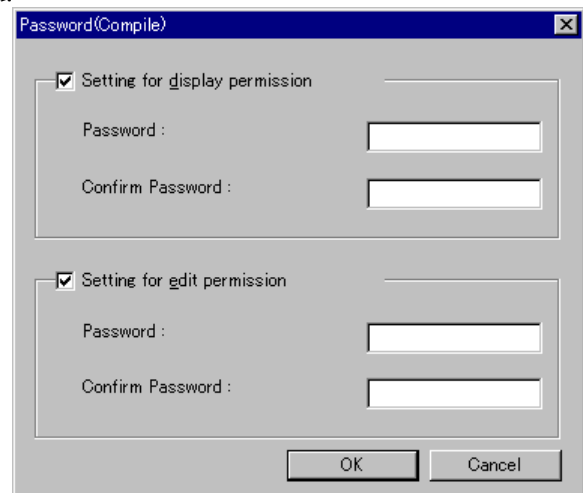 Password(Compile)
Setting for display permission
Password :
Confirm Password :
Setting for edit permission
Password :
Confirm Password :
OK Cancel